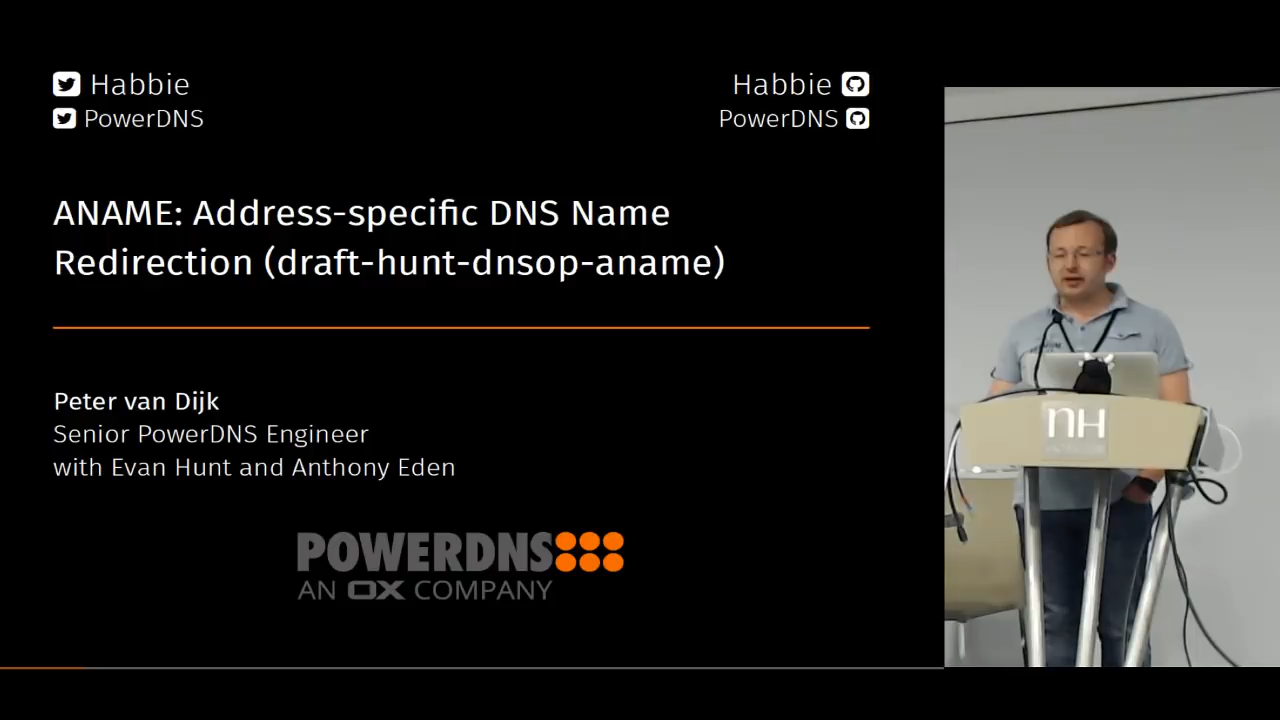 Habbie
Habbie
PowerDNS
PowerDNS
ANAME: Address-specific DNS Name
Redirection (draft-hunt-dnsop-aname)
Peter van Dijk
Senior PowerDNS Engineer
with Evan Hunt and Anthony Eden
POWERDNS
AN OX COMPANY
NH